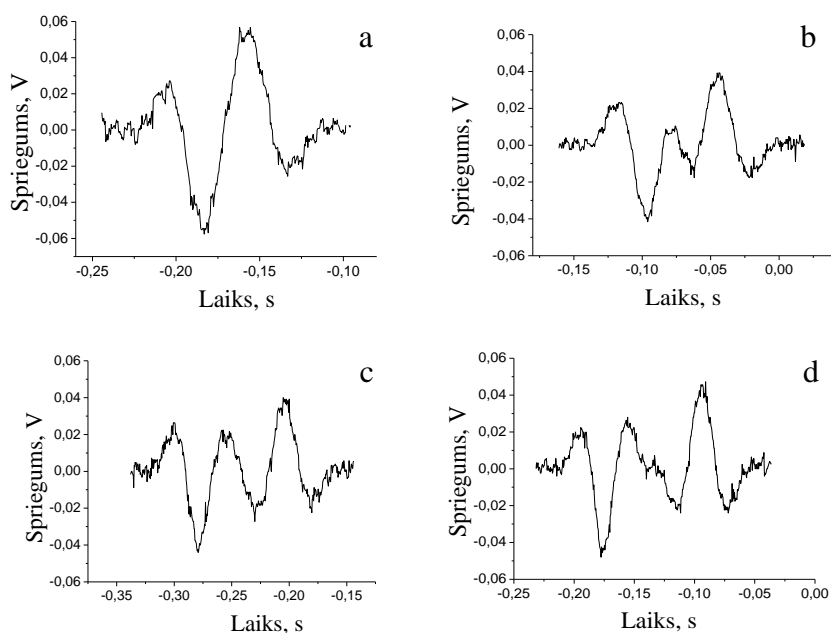 a
Spriegums, V
0,06
0,04
0,02
0,00
-0,02
-0,04
-0,06
-0,25 -0,20 -0,15 -0,10
Laiks, s
b
Spriegums, V
0,06
0,04
0,02
0,00
-0,02
-0,04
-0,06
-0,15 -0,10 -0,05 0,00
Laiks, s
c
Spriegums, V
0,06
0,04
0,02
0,00
-0,02
-0,04
-0,06
-0,35 -0,30 -0,25 -0,20 -0,15
Laiks, s
d
Spriegums, V
0,06
0,04
0,02
0,00
-0,02
-0,04
-0,06
-0,25 -0,20 -0,15 -0,10 -0,05 0,00
Laiks, s